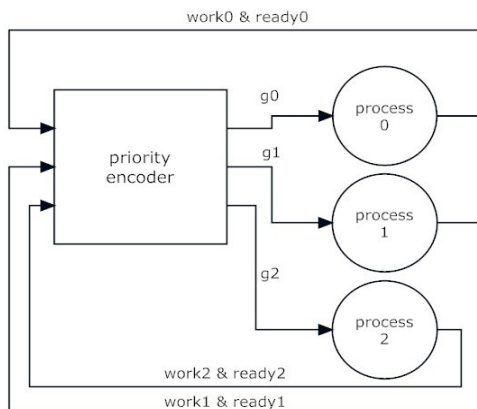 work0 & ready0
g0
process
0
priority
encoder
g1
process
1
g2
process
2
work2 & ready2
work1 & ready1